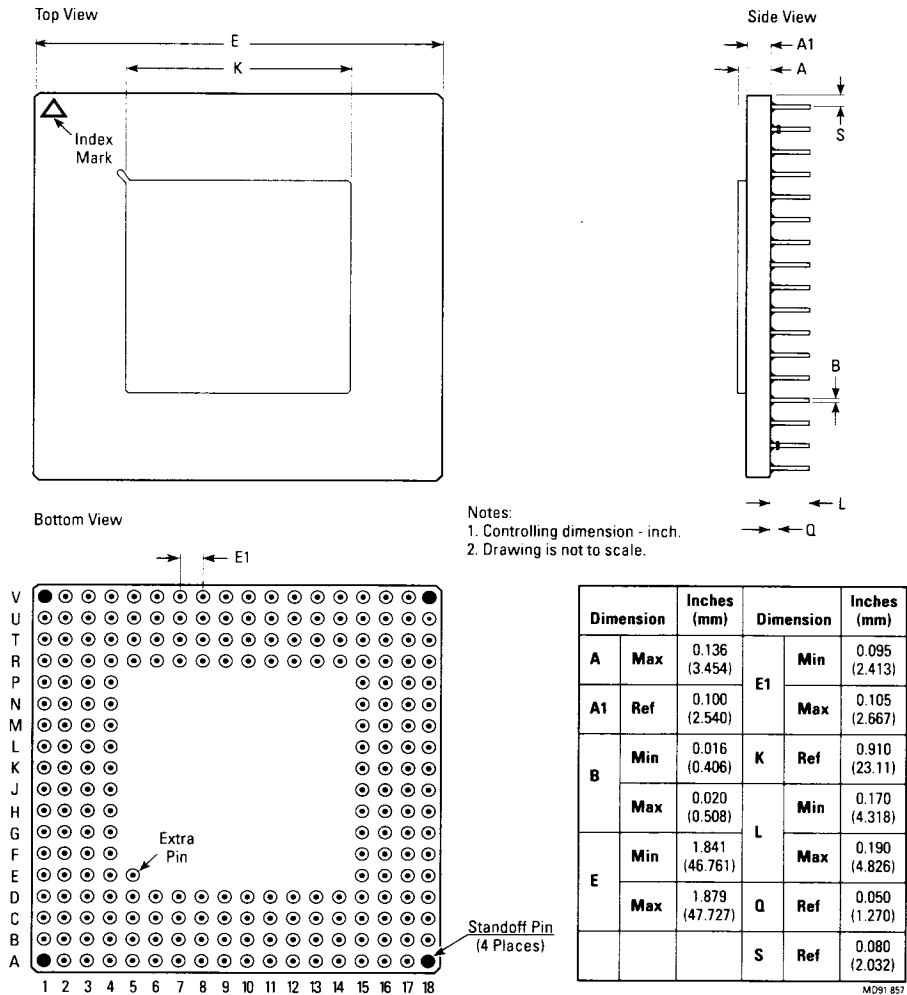 Top View
Side View
E
K
A1
A
S
Index
Mark
B
L
Q
Bottom View
Notes:
1. Controlling dimension - inch.
2. Drawing is not to scale.
E1
V
U
T
R
P
N
M
L
K
J
H
G
F
E
D
C
B
A
Extra
Pin
Standoff Pin
(4 Places)
1 2 3 4 5 6 7 8 9 10 11 12 13 14 15 16 17 18
Dimension Inches (mm) Dimension Inches (mm)
A Max 0.136 (3.454) E1 Min 0.095 (2.413)
A1 Ref 0.100 (2.540) Max 0.105 (2.667)
B Min 0.016 (0.406) K Ref 0.910 (23.11)
Max 0.020 (0.508) L Min 0.170 (4.318)
E Min 1.841 (46.761) Max 0.190 (4.826)
Max 1.879 (47.727) Q Ref 0.050 (1.270)
S Ref 0.080 (2.032)
MD91 857